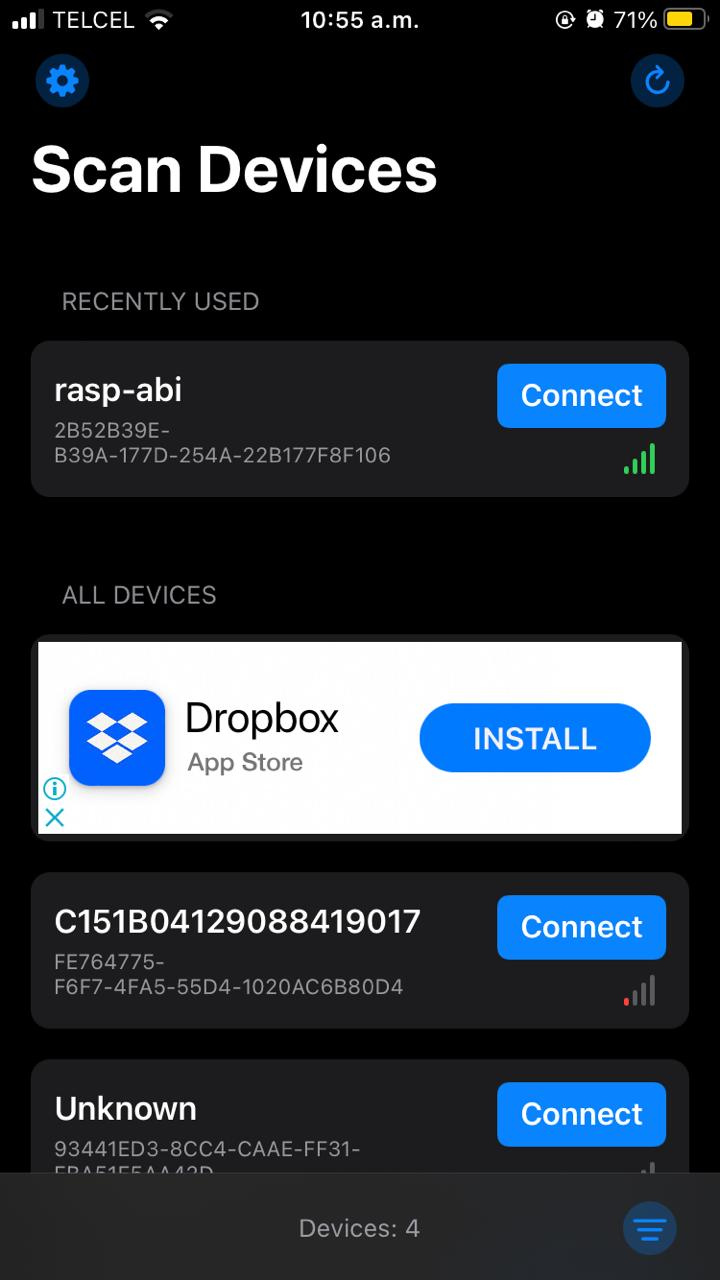 TELCEL 10:55 a.m. 71%
Scan Devices
RECENTLY USED
rasp-abi
Connect
2B52B39E-
B39A-177D-254A-22B177F8F106
ALL DEVICES
Dropbox
App Store
INSTALL
C151B04129088419017
Connect
FE764775-
F6F7-4FA5-55D4-1020AC6B80D4
Unknown
Connect
93441ED3-8CC4-CAAE-FF31-
Devices: 4